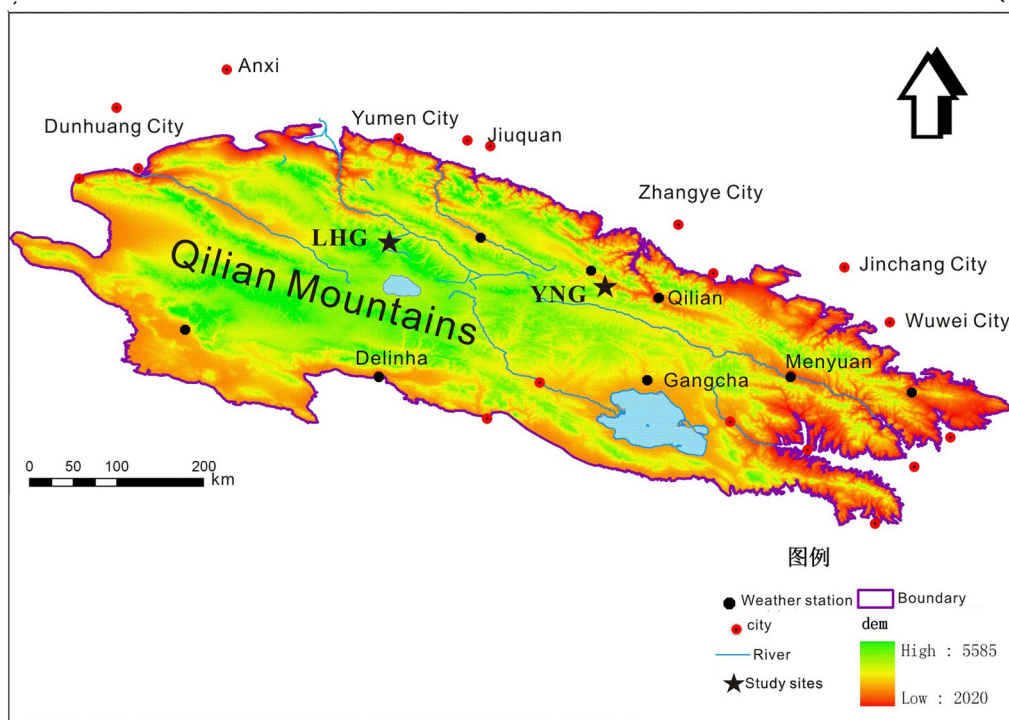 Anxi
Dunhuang City
Yumen City
Jiuquan
Zhangye City
LHG
Jinchang City
Qilian Mountains
YNG
Qilian
Wuwei City
Delinha
Menyuan
Gangcha
0 50 100 200
km
图例
Weather station
Boundary
city
dem
River
High : 5585
Study sites
Low : 2020